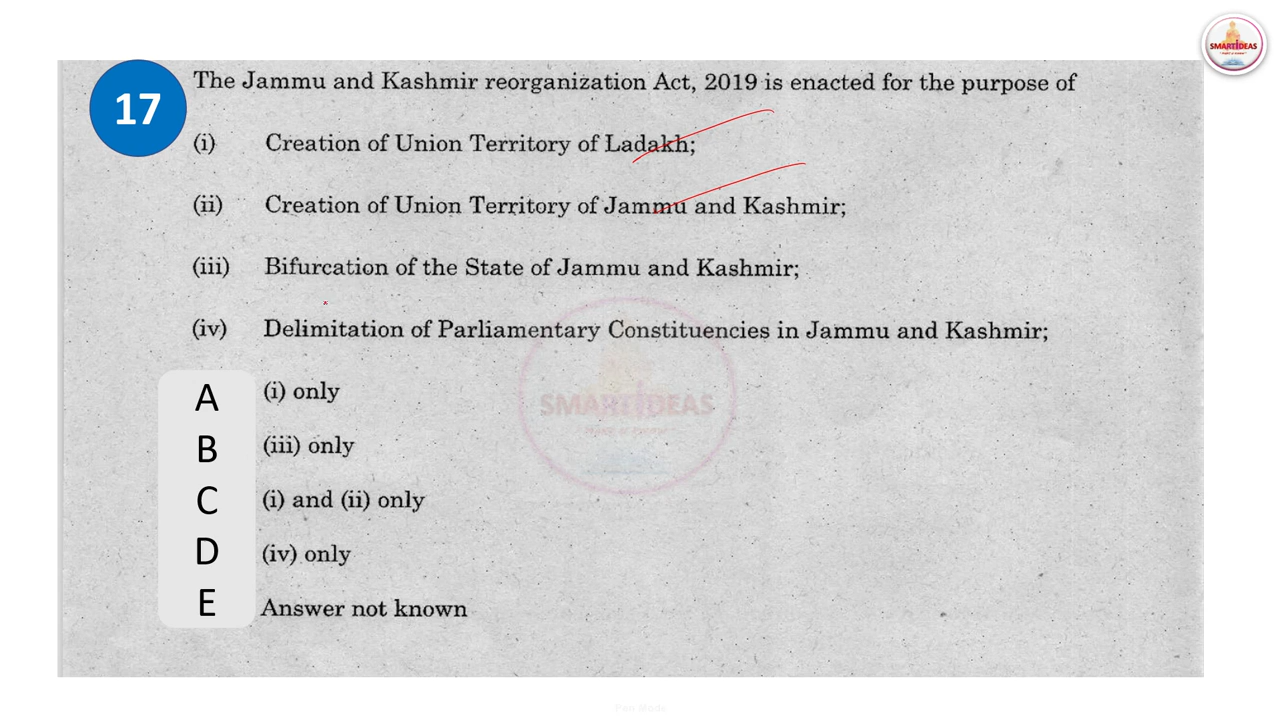 SMARTIDEAS
17
The Jammu and Kashmir reorganization Act, 2019 is enacted for the purpose of
(i) Creation of Union Territory of Ladakh;
(ii) Creation of Union Territory of Jammu and Kashmir;
(iii) Bifurcation of the State of Jammu and Kashmir;
(iv) Delimitation of Parliamentary Constituencies in Jammu and Kashmir;
SMARTIDEAS
A (i) only
B (iii) only
C (i) and (ii) only
D (iv) only
E Answer not known
Pan Mode